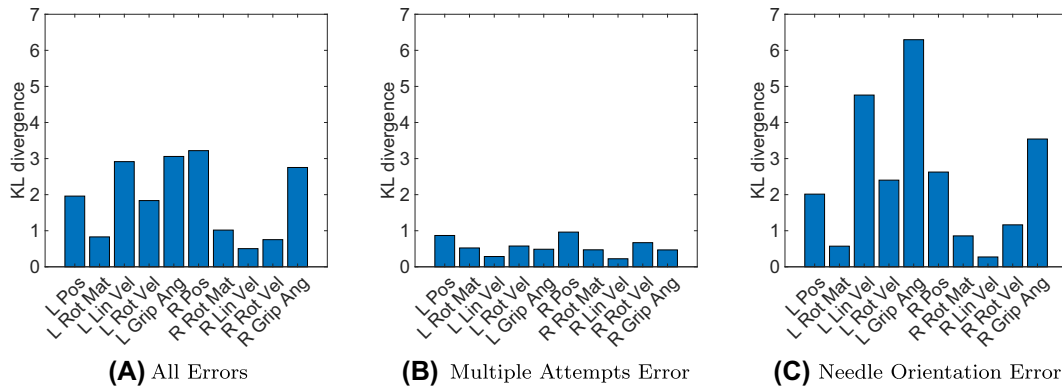 7
6
5
4
3
2
1
0
KL divergence
L Pos
L Rot Mat
L Lin Vel
L Rot Vel
L Grip Ang
R Pos
R Rot Mat
R Lin Vel
R Rot Vel
R Grip Ang
(A) All Errors
7
6
5
4
3
2
1
0
KL divergence
L Pos
L Rot Mat
L Lin Vel
L Rot Vel
L Grip Ang
R Pos
R Rot Mat
R Lin Vel
R Rot Vel
R Grip Ang
(B) Multiple Attempts Error
7
6
5
4
3
2
1
0
KL divergence
L Pos
L Rot Mat
L Lin Vel
L Rot Vel
L Grip Ang
R Pos
R Rot Mat
R Lin Vel
R Rot Vel
R Grip Ang
(C) Needle Orientation Error